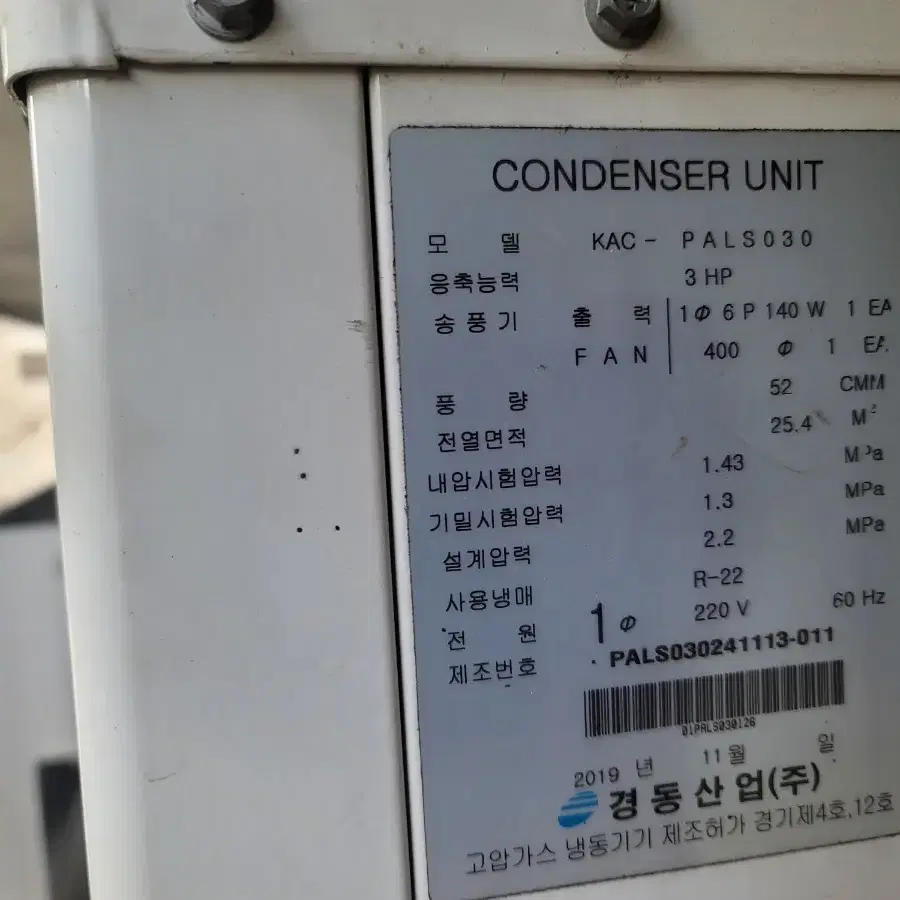 CONDENSER UNIT
모 델 KAC - PALS030
응축능력 3 HP
송풍기 출 력 1Φ 6 P 140 W 1 EA
FAN 400 Φ 1 EA
풍 량 52 CMM
전열면적 25.4 M²
내압시험압력 1.43 MPa
기밀시험압력 1.3 MPa
설계압력 2.2 MPa
사용냉매 R-22
전 원 1Φ 220 V 60 Hz
제조번호 PALS030241113-011
01PALS030126
2019 년 11 월 일
경동산업(주)
고압가스 냉동기기 제조허가 경기제4호,12호